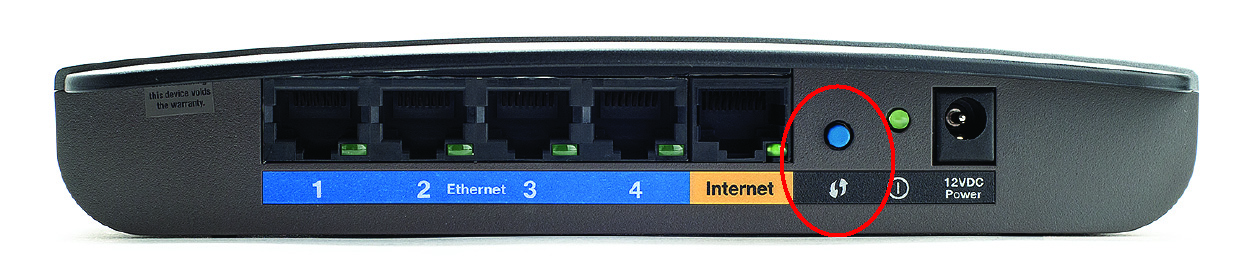 this device voids
the warranty.
1 2 Ethernet 3 4 Internet
12VDC
Power